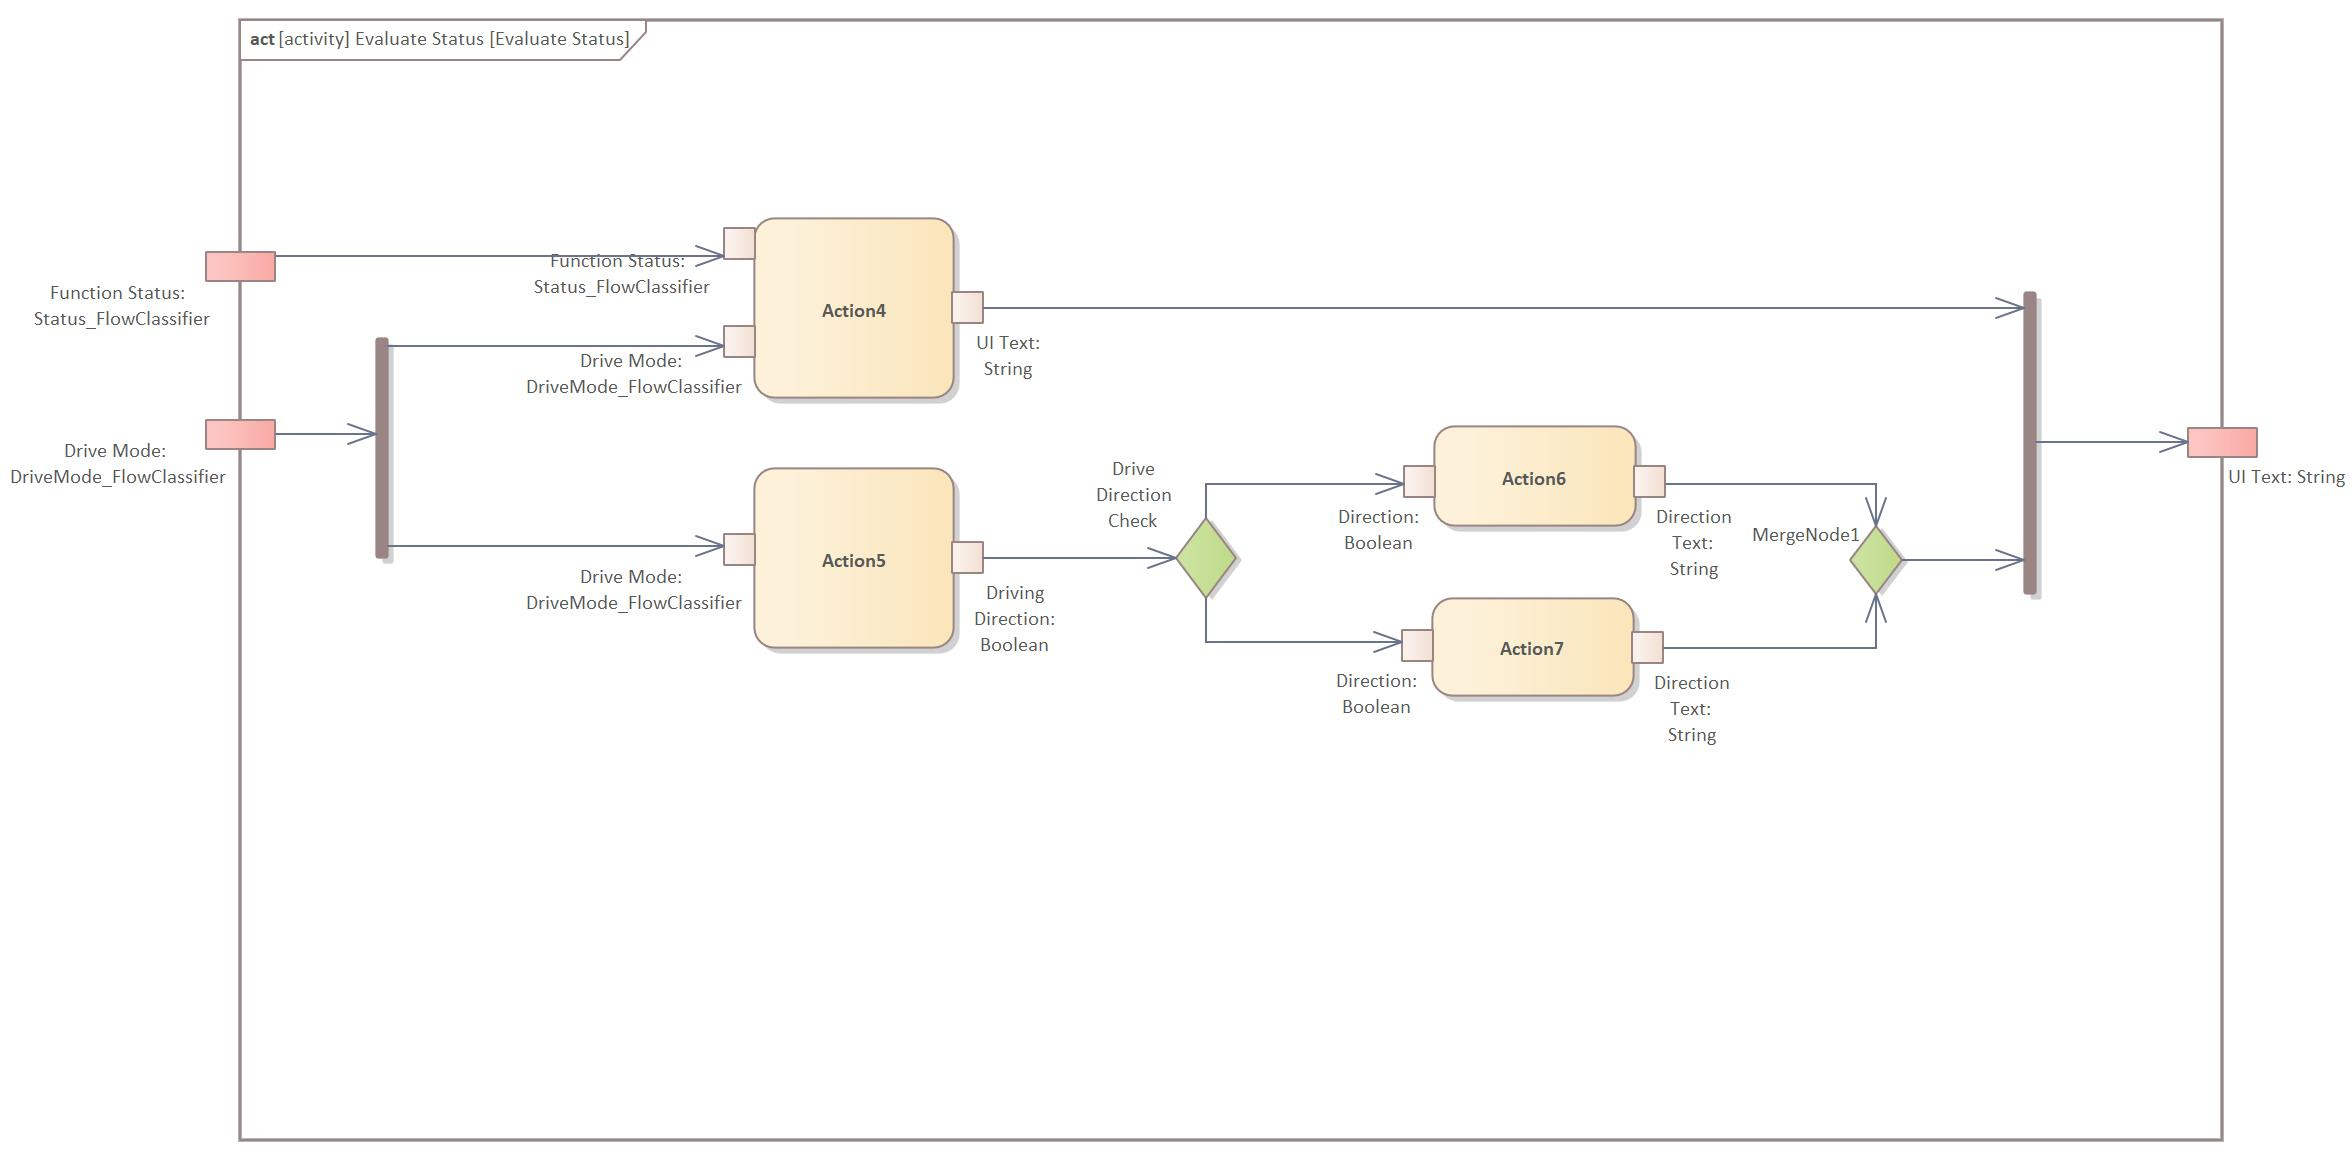 act [activity] Evaluate Status [Evaluate Status]
Function Status:
Status_FlowClassifier
Function Status:
Status_FlowClassifier
Action4
UI Text:
String
Drive Mode:
DriveMode_FlowClassifier
Drive Mode:
DriveMode_FlowClassifier
Drive Mode:
DriveMode_FlowClassifier
Action5
Driving
Direction:
Boolean
Drive
Direction
Check
Direction:
Boolean
Action6
Direction
Text:
String
MergeNode1
Direction:
Boolean
Action7
Direction
Text:
String
UI Text: String